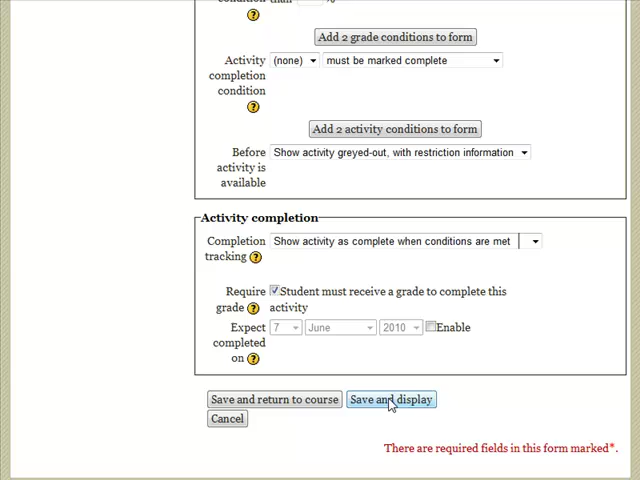 condition than %
Add 2 grade conditions to form
Activity completion condition (none) must be marked complete
Add 2 activity conditions to form
Before activity is available Show activity greyed-out, with restriction information
Activity completion
Completion tracking Show activity as complete when conditions are met
Require grade Student must receive a grade to complete this activity
Expect completed on 7 June 2010 Enable
Save and return to course Save and display
Cancel
There are required fields in this form marked*.